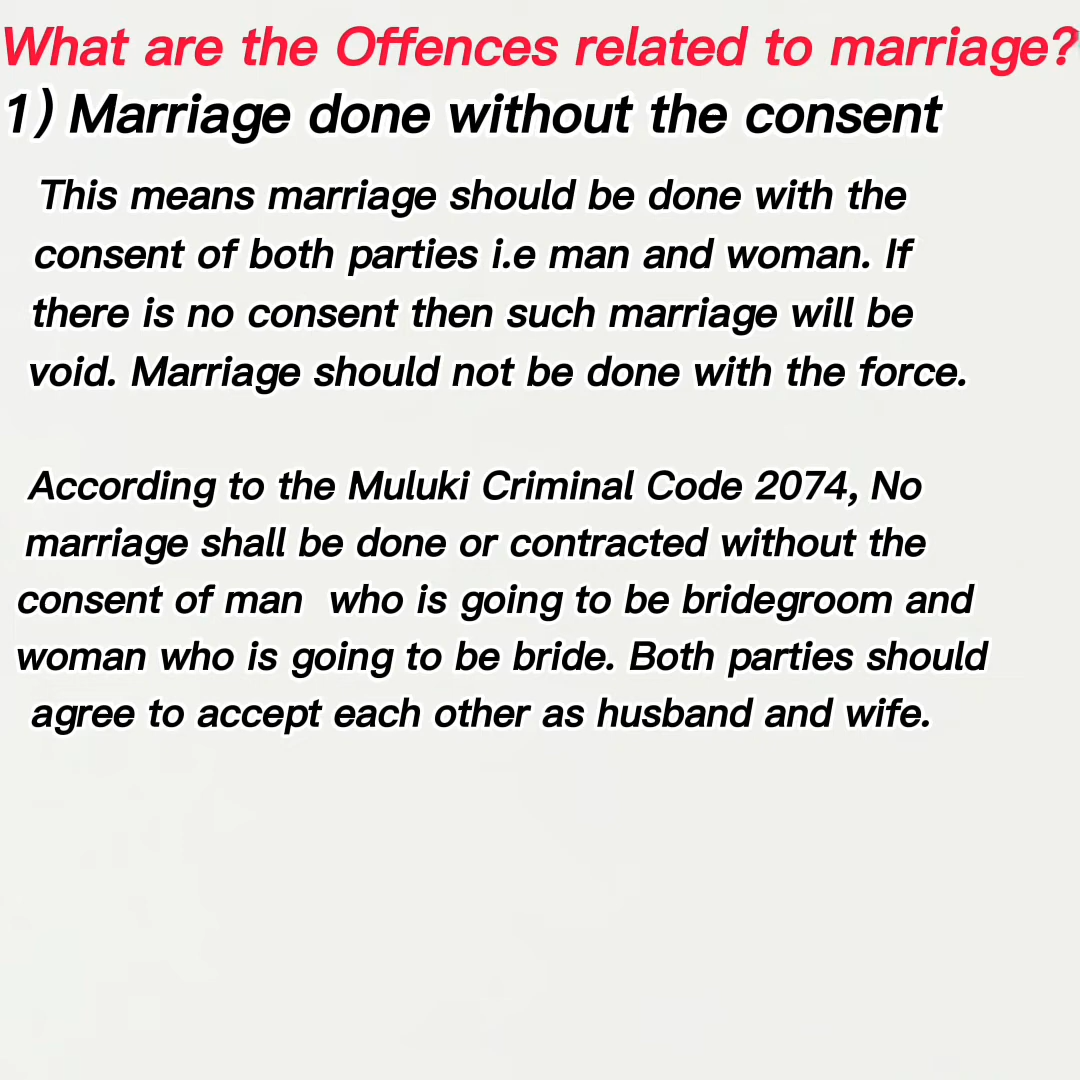 What are the Offences related to marriage?
1) Marriage done without the consent
This means marriage should be done with the
consent of both parties i.e man and woman. If
there is no consent then such marriage will be
void. Marriage should not be done with the force.
According to the Muluki Criminal Code 2074, No
marriage shall be done or contracted without the
consent of man  who is going to be bridegroom and
woman who is going to be bride. Both parties should
agree to accept each other as husband and wife.